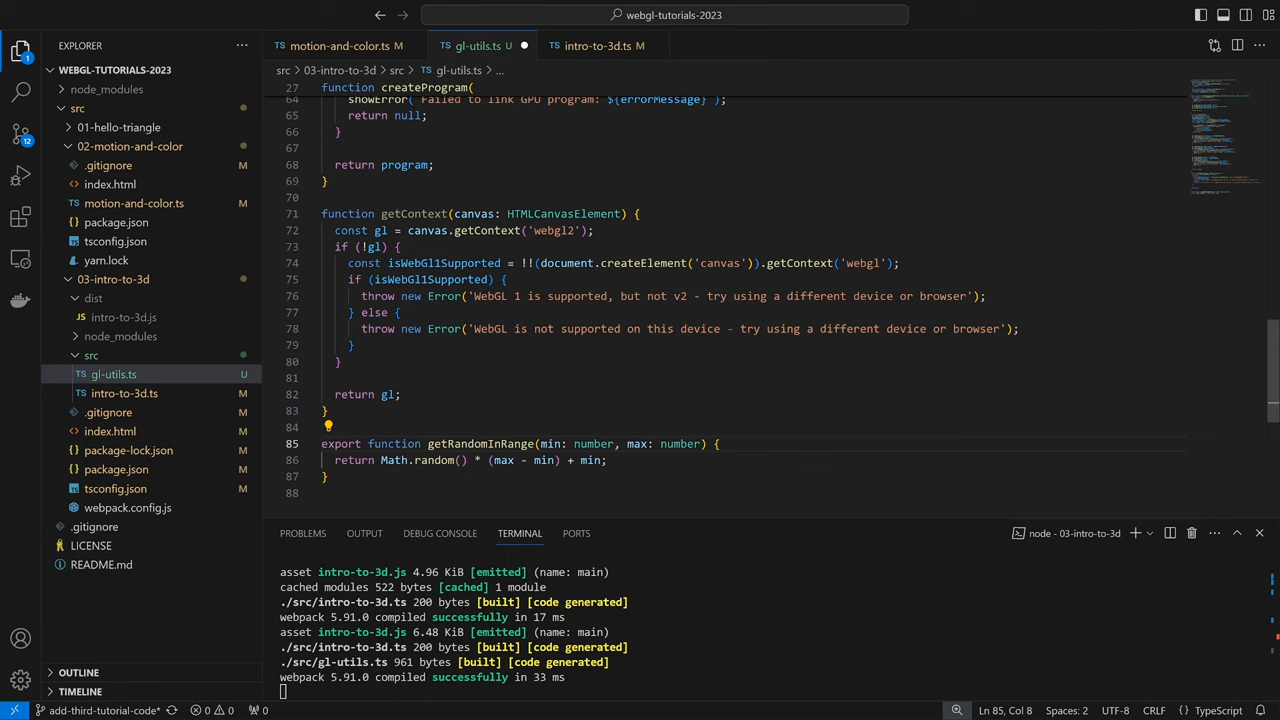 webgl-tutorials-2023
EXPLORER
WEBGL-TUTORIALS-2023
node_modules
src
01-hello-triangle
02-motion-and-color
.gitignore
index.html
TS motion-and-color.ts M
package.json
tsconfig.json
yarn.lock
03-intro-to-3d
dist
JS intro-to-3d.js
node_modules
src
TS gl-utils.ts U
TS intro-to-3d.ts M
.gitignore M
index.html M
package-lock.json M
package.json M
tsconfig.json M
webpack.config.js
.gitignore
LICENSE
README.md
OUTLINE
TIMELINE
1
12
TS motion-and-color.ts M
TS gl-utils.ts U
TS intro-to-3d.ts M
src > 03-intro-to-3d > src > TS gl-utils.ts > ...
27 function createProgram(
64 showError(`Failed to link GPU program: ${errorMessage}`);
65 return null;
66 }
67
68 return program;
69 }
70
71 function getContext(canvas: HTMLCanvasElement) {
72 const gl = canvas.getContext('webgl2');
73 if (!gl) {
74 const isWebGl1Supported = !!(document.createElement('canvas')).getContext('webgl');
75 if (isWebGl1Supported) {
76 throw new Error('WebGL 1 is supported, but not v2 - try using a different device or browser');
77 } else {
78 throw new Error('WebGL is not supported on this device - try using a different device or browser');
79 }
80 }
81
82 return gl;
83 }
84
85 export function getRandomInRange(min: number, max: number) {
86 return Math.random() * (max - min) + min;
87 }
88
PROBLEMS OUTPUT DEBUG CONSOLE TERMINAL PORTS
node - 03-intro-to-3d
asset intro-to-3d.js 4.96 KiB [emitted] (name: main)
cached modules 522 bytes [cached] 1 module
./src/intro-to-3d.ts 200 bytes [built] [code generated]
webpack 5.91.0 compiled successfully in 17 ms
asset intro-to-3d.js 6.48 KiB [emitted] (name: main)
./src/intro-to-3d.ts 200 bytes [built] [code generated]
./src/gl-utils.ts 961 bytes [built] [code generated]
webpack 5.91.0 compiled successfully in 33 ms
add-third-tutorial-code* 0 0 0 Ln 85, Col 8 Spaces: 2 UTF-8 CRLF {} TypeScript